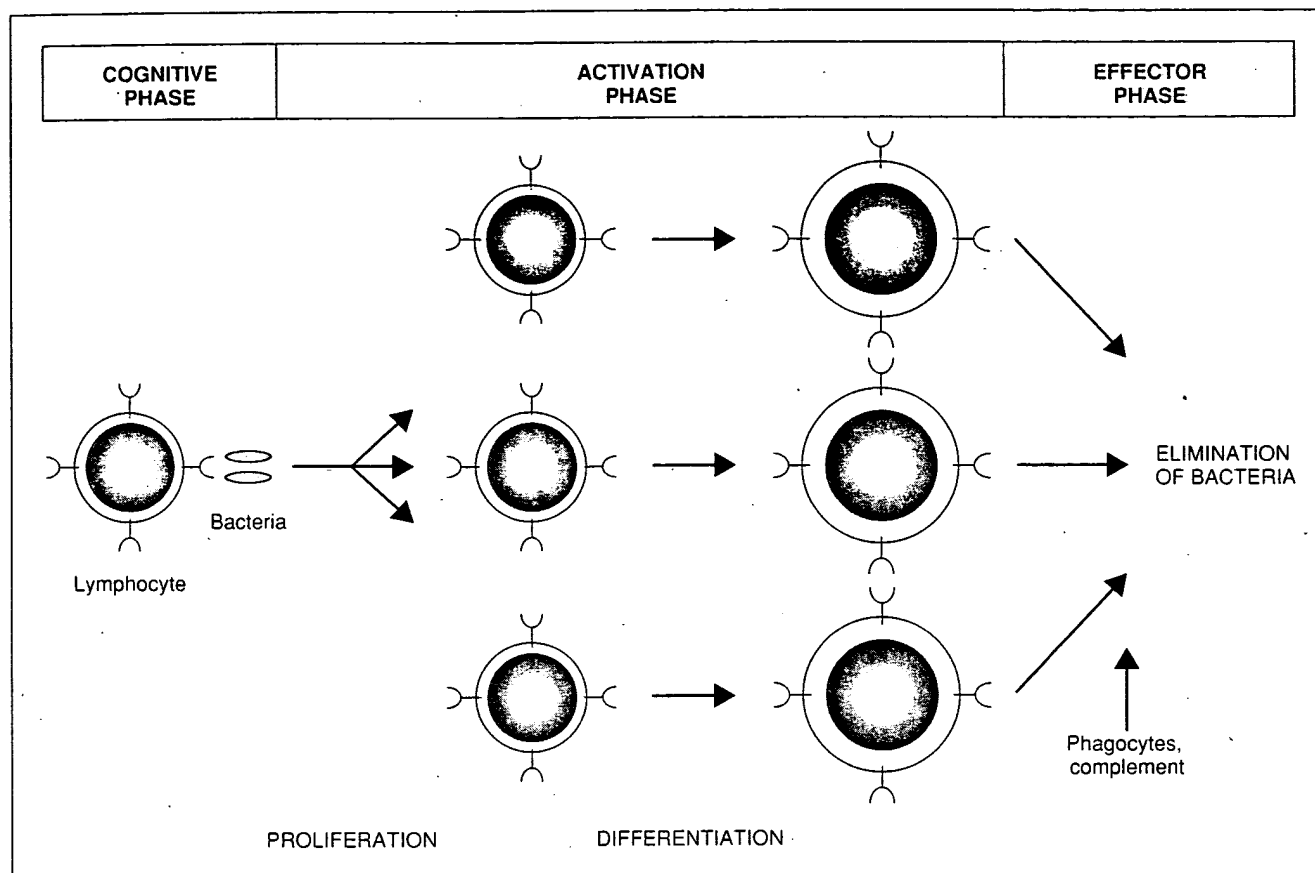 COGNITIVE
PHASE
ACTIVATION
PHASE
EFFECTOR
PHASE
Bacteria
Lymphocyte
ELIMINATION
OF BACTERIA
Phagocytes,
complement
PROLIFERATION
DIFFERENTIATION